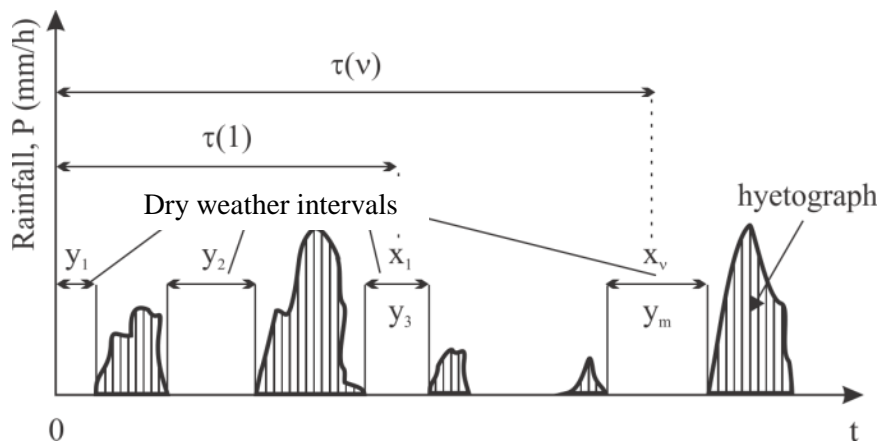 Rainfall, P (mm/h)
τ(ν)
τ(1)
Dry weather intervals
hyetograph
y₁
y₂
x₁
xᵥ
y₃
yₘ
0
t